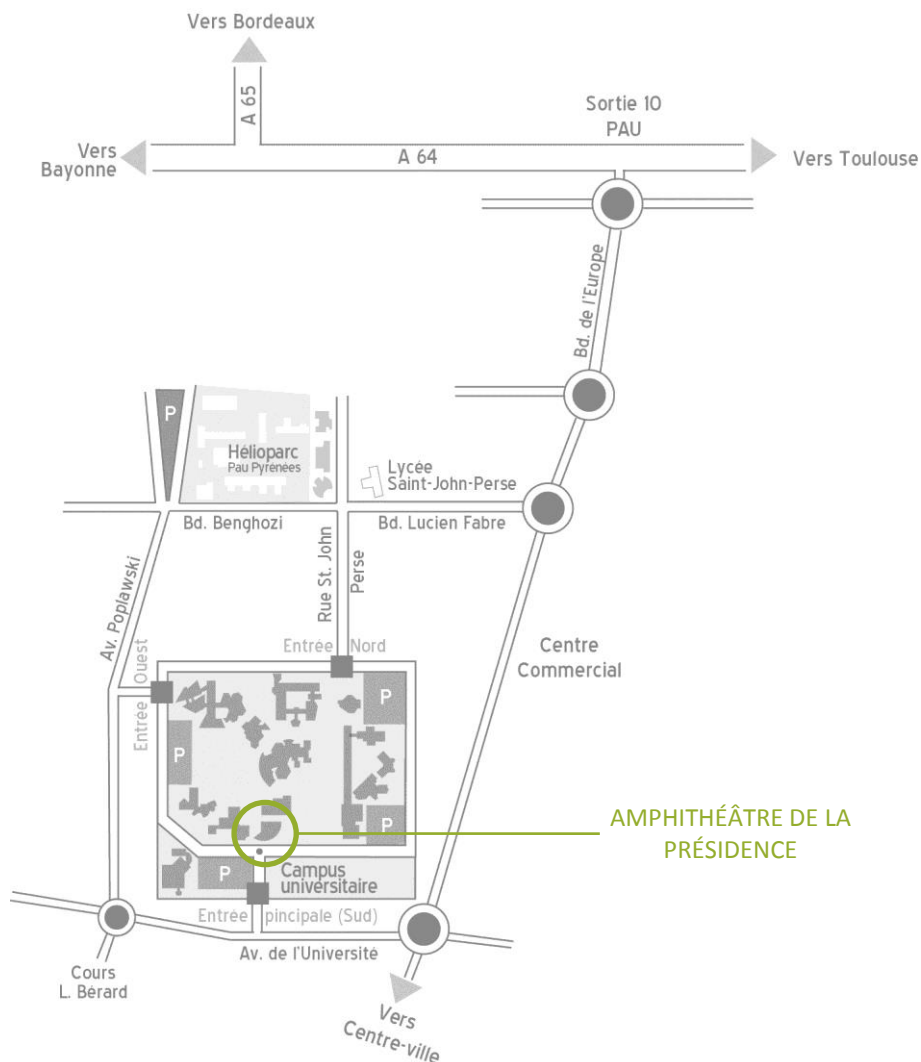 Vers Bordeaux
A 65
Sortie 10
PAU
Vers
Bayonne
A 64
Vers Toulouse
Bd. de l'Europe
P
Hélioparc
Pau Pyrénées
Lycée
Saint-John-Perse
Bd. Benghozi
Bd. Lucien Fabre
Av. Poplawski
Rue St. John
Perse
Entrée Nord
Centre
Commercial
Entrée Ouest
P
P
P
AMPHITHÉÂTRE DE LA
PRÉSIDENCE
P
Campus
universitaire
Entrée pincipale (Sud)
Av. de l'Université
Cours
L. Bérard
Vers
Centre-ville